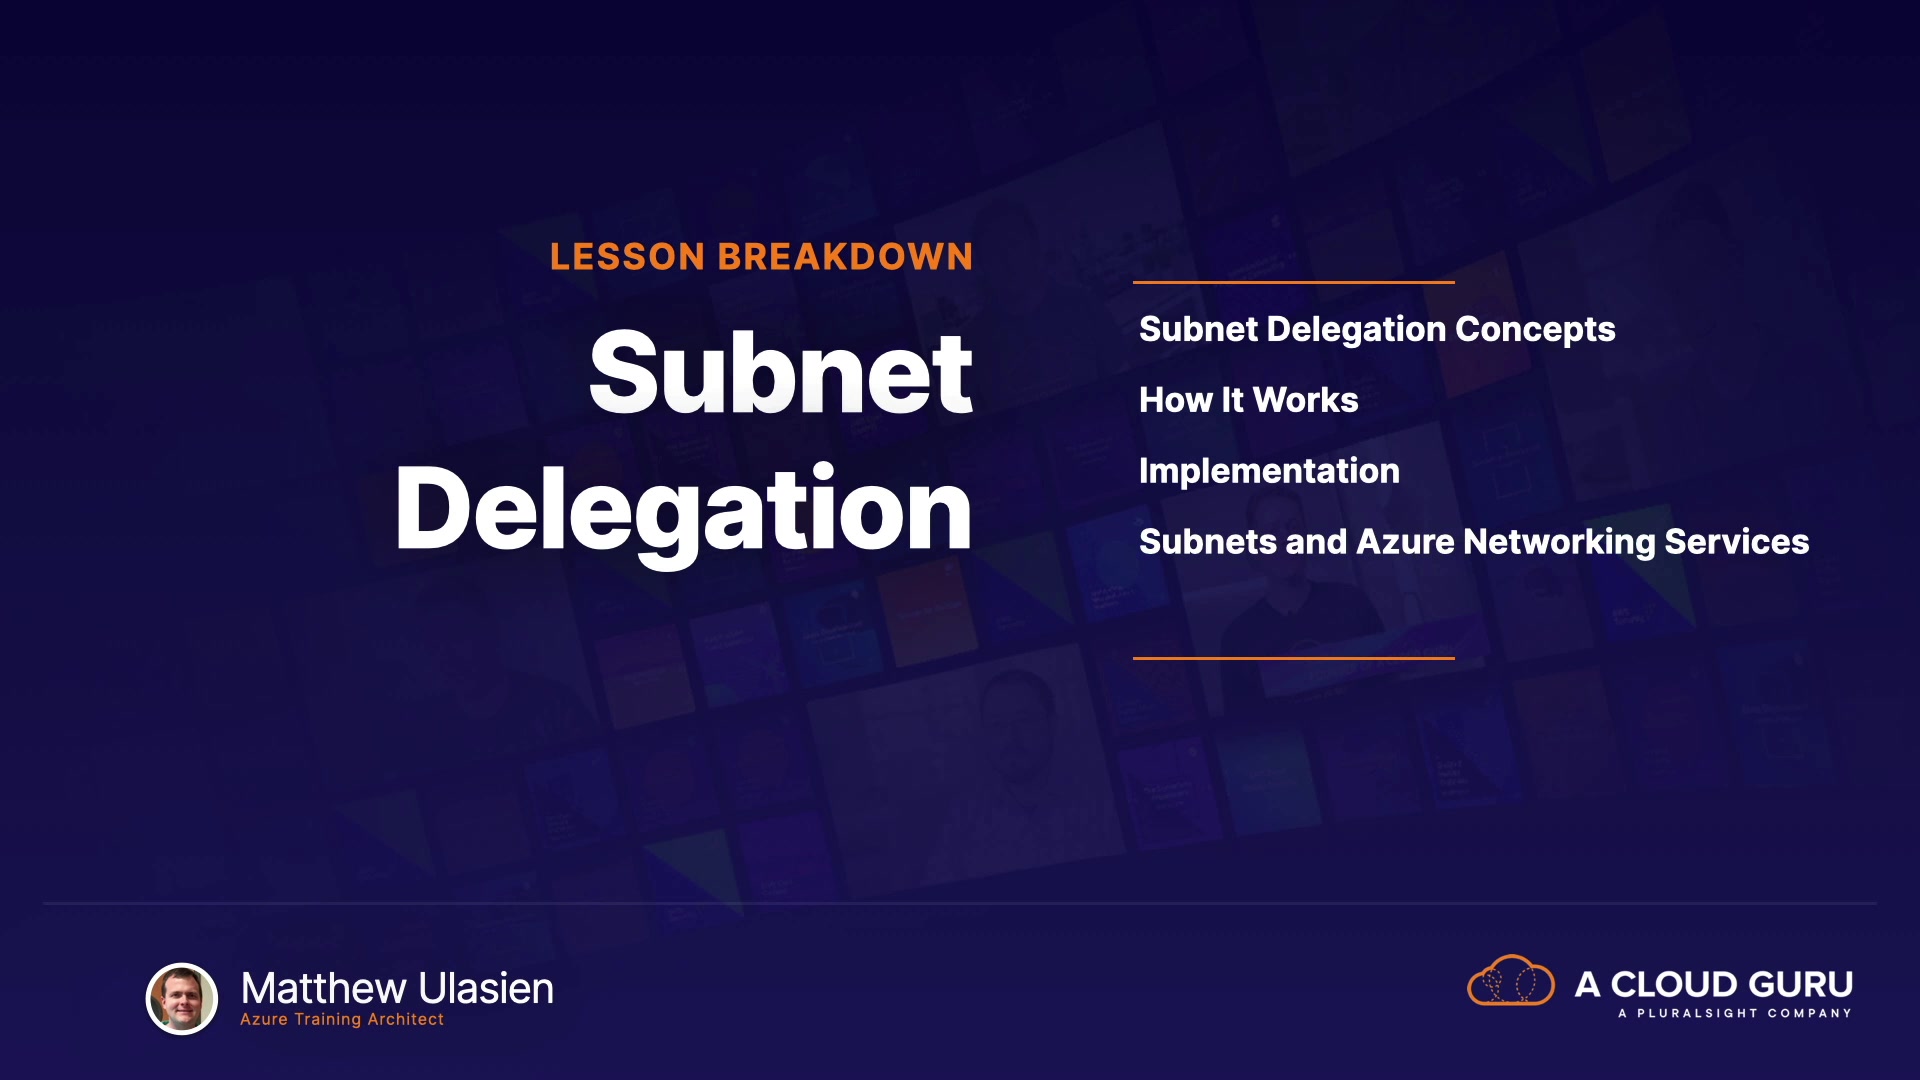 LESSON BREAKDOWN
Subnet
Delegation
Subnet Delegation Concepts
How It Works
Implementation
Subnets and Azure Networking Services
Matthew Ulasien
Azure Training Architect
A CLOUD GURU
A PLURALSIGHT COMPANY